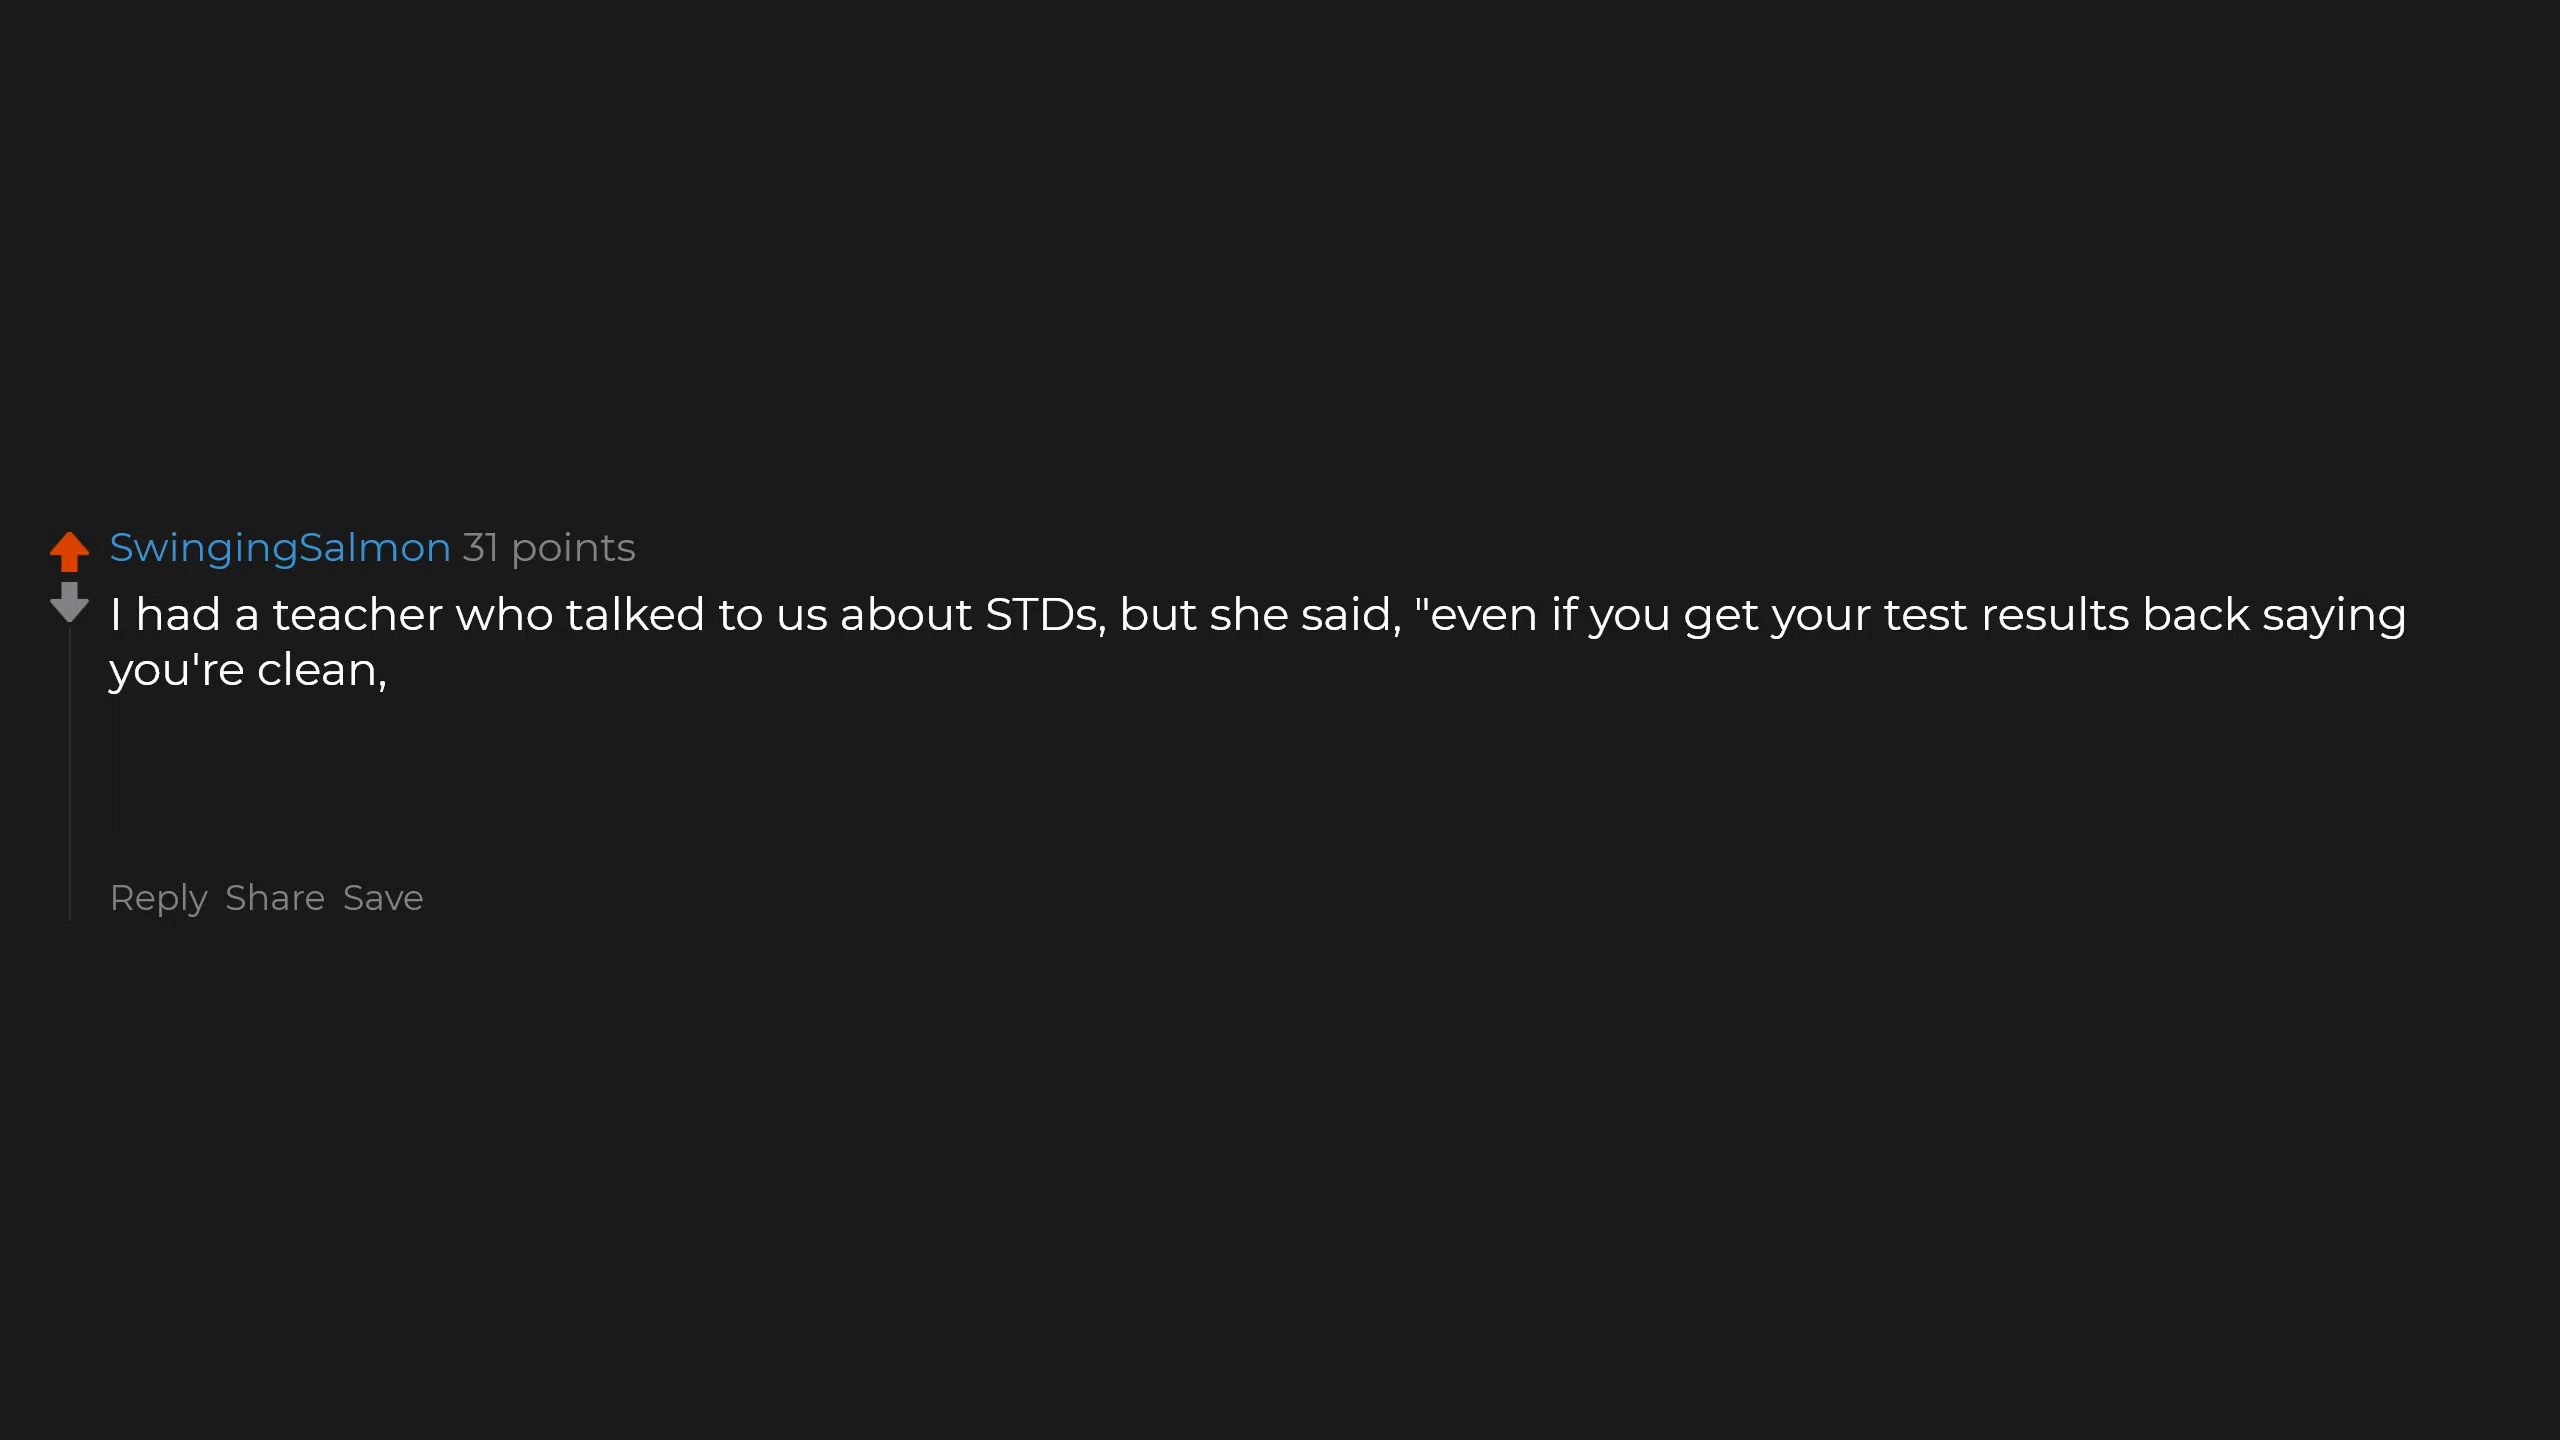 SwingingSalmon 31 points
I had a teacher who talked to us about STDs, but she said, "even if you get your test results back saying
you're clean,
Reply Share Save